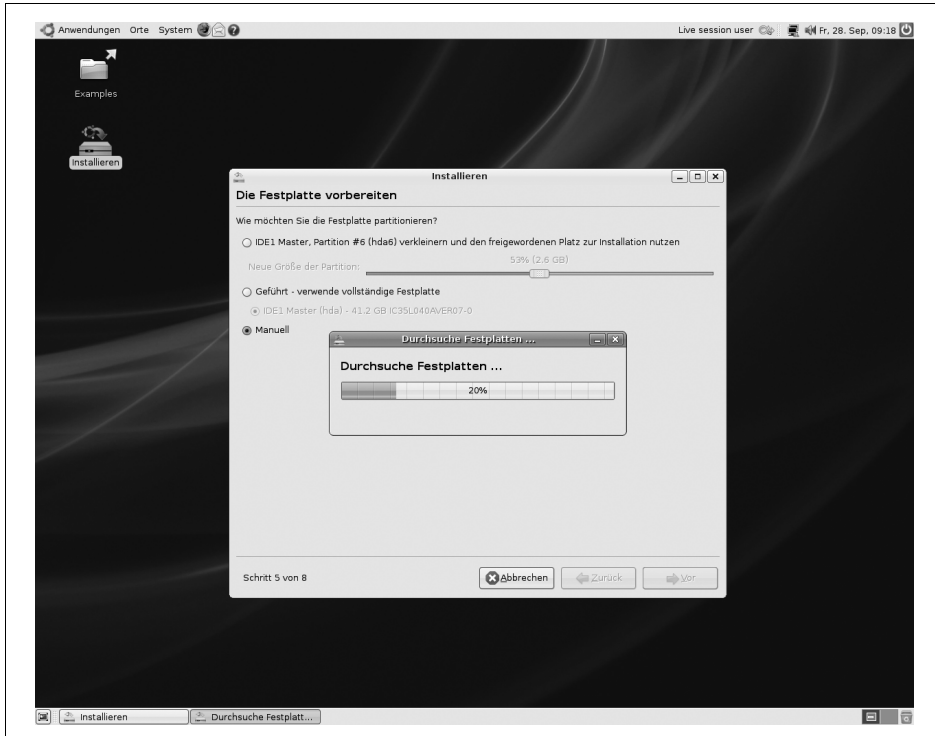 Anwendungen Orte System Live session user Fr, 28. Sep, 09:18
Examples
Installieren
Installieren
Die Festplatte vorbereiten
Wie möchten Sie die Festplatte partitionieren?
IDE1 Master, Partition #6 (hda6) verkleinern und den freigewordenen Platz zur Installation nutzen
53% (2.6 GB)
Neue Größe der Partition:
Geführt - verwende vollständige Festplatte
IDE1 Master (hda) - 41.2 GB IC35L040AVER07-0
Manuell
Durchsuche Festplatten ...
Durchsuche Festplatten ...
20%
Schritt 5 von 8
Abbrechen
Zurück
Vor
Installieren
Durchsuche Festplatt...